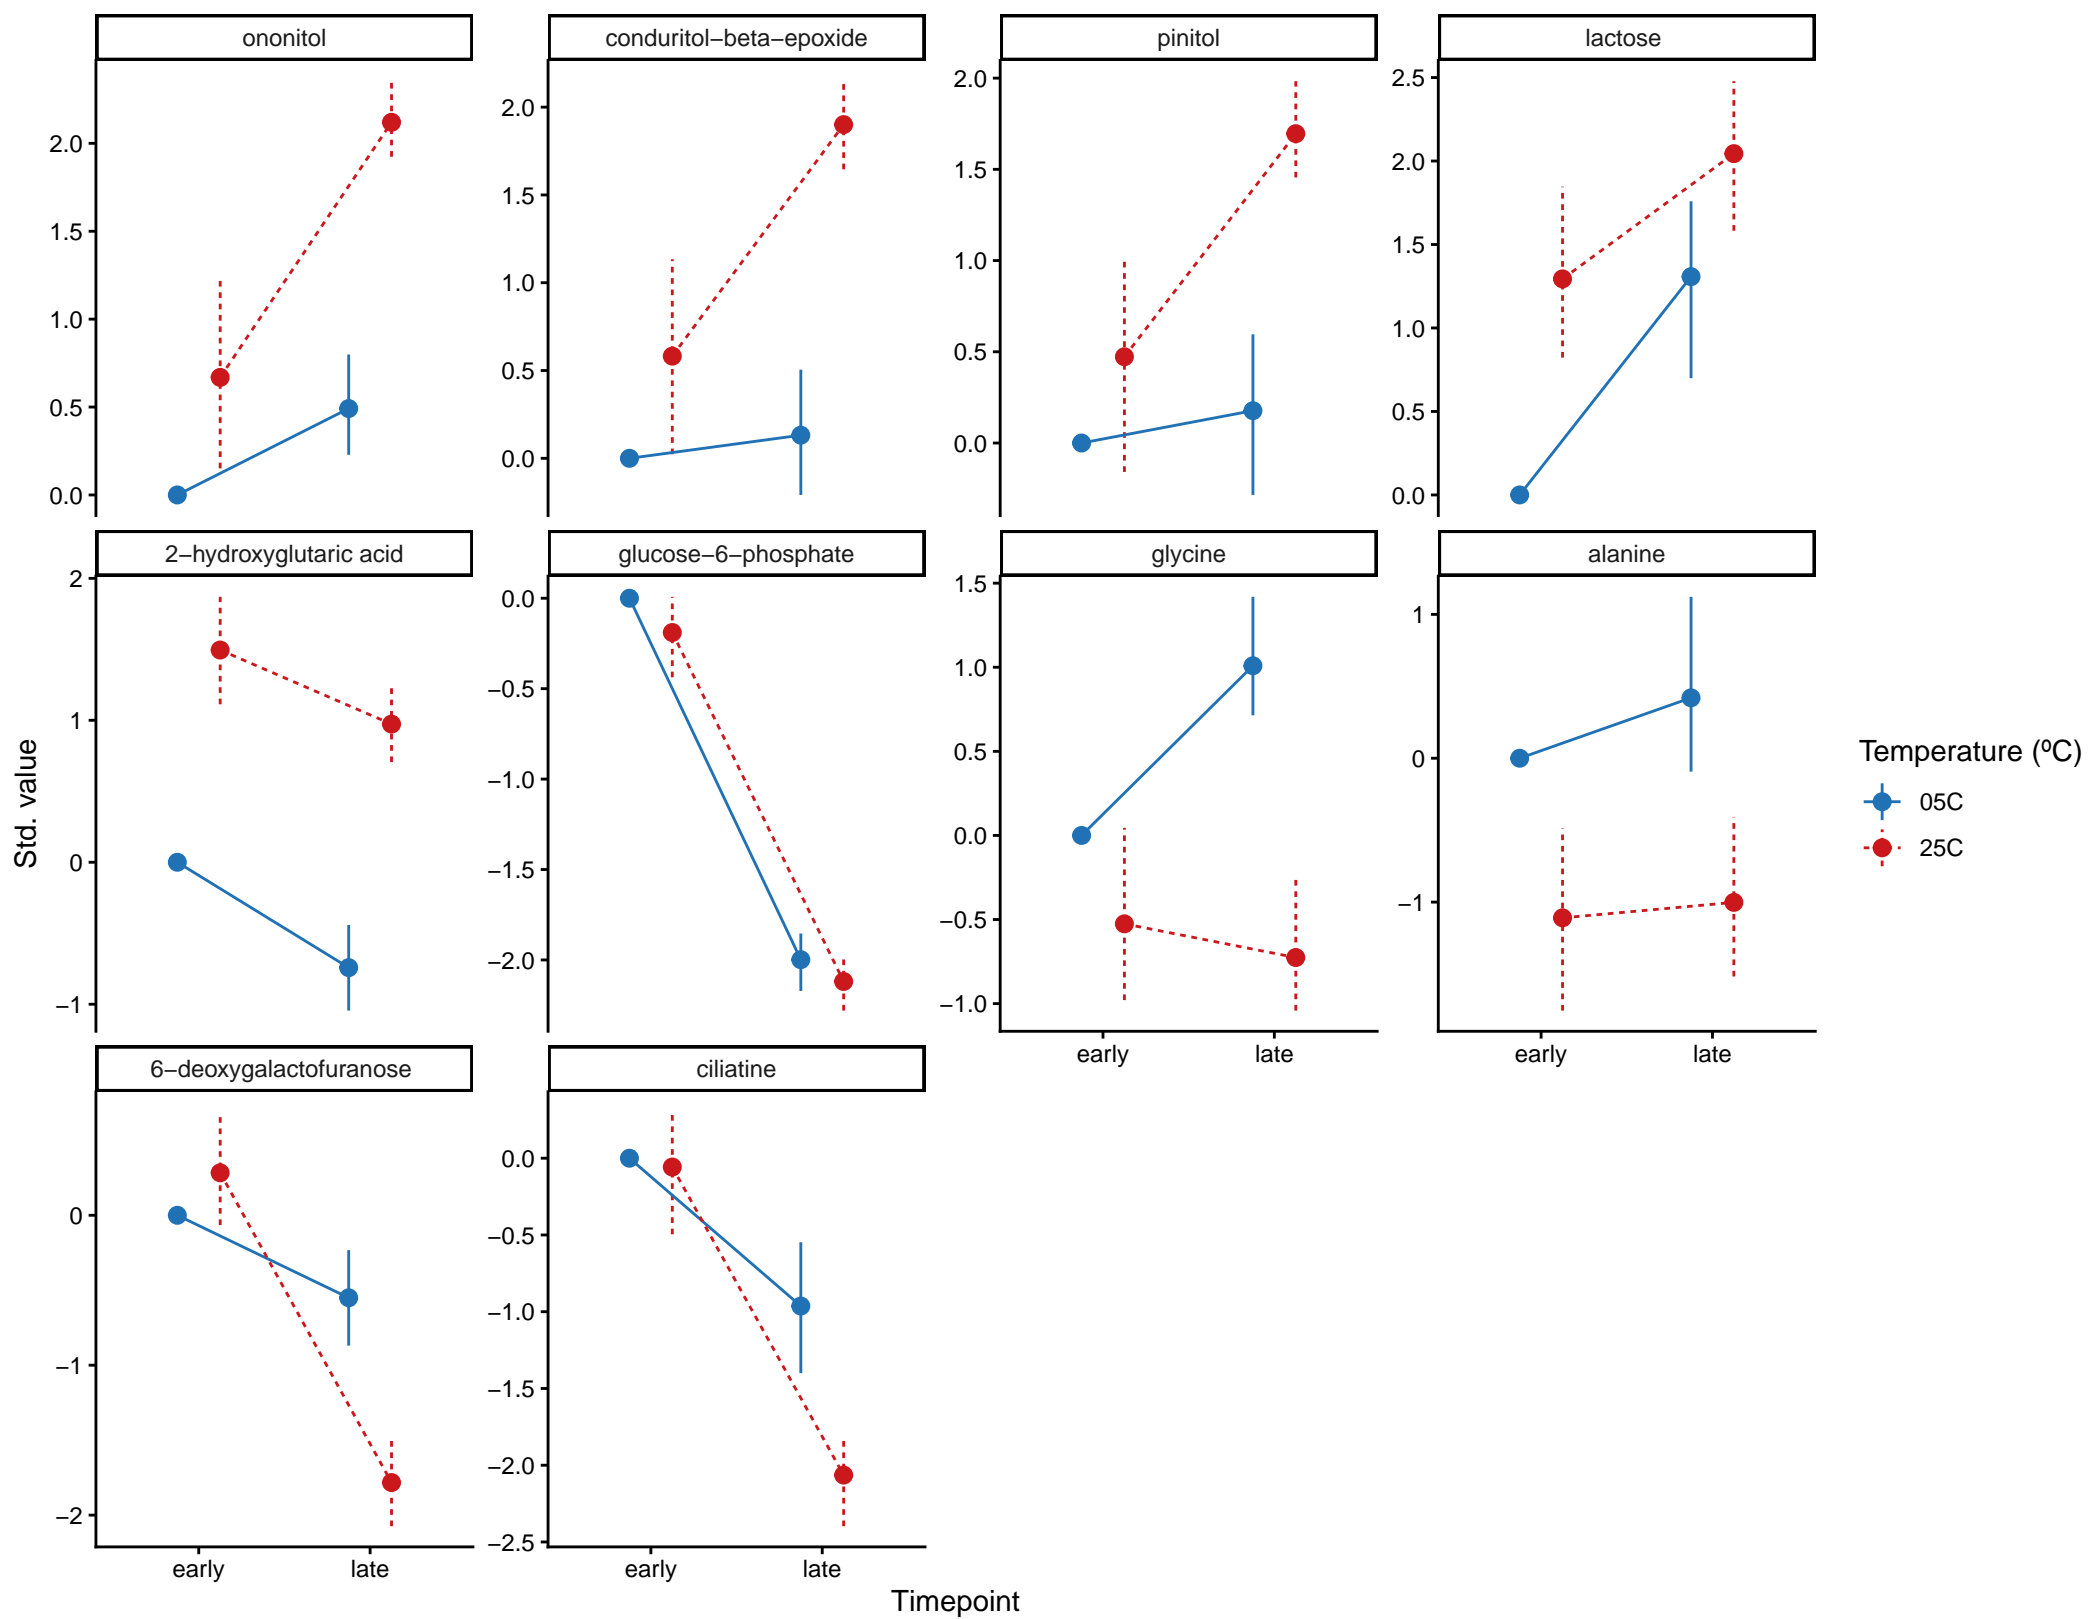 ononitol
conduritol−beta−epoxide
pinitol
lactose
2.0
1.5
1.0
0.5
0.0
2.0
1.5
1.0
0.5
0.0
2.0
1.5
1.0
0.5
0.0
2.5
2.0
1.5
1.0
0.5
0.0
2−hydroxyglutaric acid
glucose−6−phosphate
glycine
alanine
2
1
0
−1
0.0
−0.5
−1.0
−1.5
−2.0
1.5
1.0
0.5
0.0
−0.5
−1.0
early late
1
0
−1
early late
6−deoxygalactofuranose
ciliatine
0
−1
−2
early late
0.0
−0.5
−1.0
−1.5
−2.0
−2.5
early late
Std. value
Timepoint
Temperature (ºC)
05C
25C